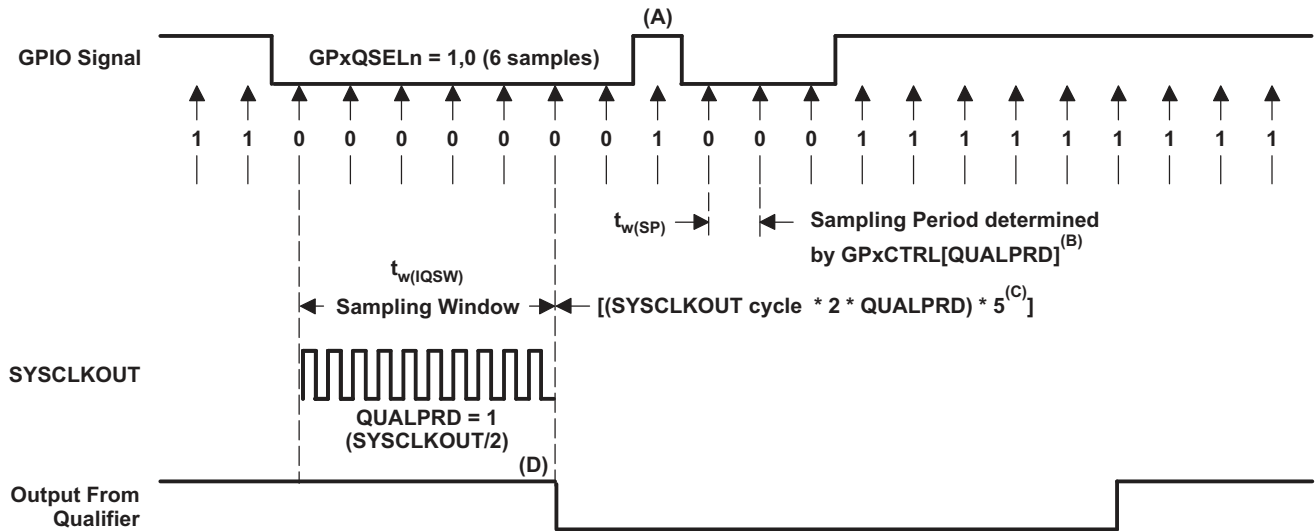 (A)
GPIO Signal
GPxQSELn = 1,0 (6 samples)
1 1 0 0 0 0 0 0 0 1 0 0 0 1 1 1 1 1 1 1 1 1
tw(SP)
Sampling Period determined
by GPxCTRL[QUALPRD](B)
tw(IQSW)
Sampling Window
[(SYSCLKOUT cycle * 2 * QUALPRD) * 5(C)]
SYSCLKOUT
QUALPRD = 1
(SYSCLKOUT/2)
(D)
Output From
Qualifier